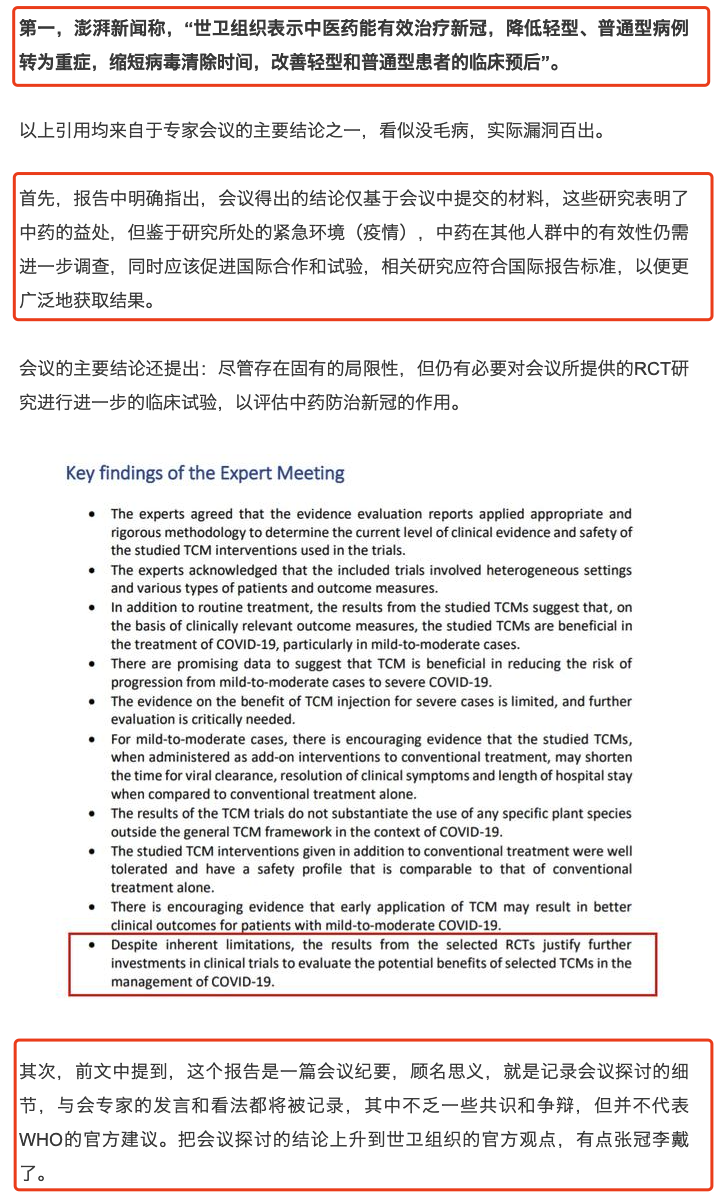 第一，澎湃新闻称，“世卫组织表示中医药能有效治疗新冠，降低轻型、普通型病例
转为重症，缩短病毒清除时间，改善轻型和普通型患者的临床预后”。
以上引用均来自于专家会议的主要结论之一，看似没毛病，实际漏洞百出。
首先，报告中明确指出，会议得出的结论仅基于会议中提交的材料，这些研究表明了
中药的益处，但鉴于研究所处的紧急环境（疫情），中药在其他人群中的有效性仍需
进一步调查，同时应该促进国际合作和试验，相关研究应符合国际报告标准，以便更
广泛地获取结果。
会议的主要结论还提出：尽管存在固有的局限性，但仍有必要对会议所提供的RCT研
究进行进一步的临床试验，以评估中药防治新冠的作用。
Key findings of the Expert Meeting
• The experts agreed that the evidence evaluation reports applied appropriate and
rigorous methodology to determine the current level of clinical evidence and safety of
the studied TCM interventions used in the trials.
• The experts acknowledged that the included trials involved heterogeneous settings
and various types of patients and outcome measures.
• In addition to routine treatment, the results from the studied TCMs suggest that, on
the basis of clinically relevant outcome measures, the studied TCMs are beneficial in
the treatment of COVID-19, particularly in mild-to-moderate cases.
• There are promising data to suggest that TCM is beneficial in reducing the risk of
progression from mild-to-moderate cases to severe COVID-19.
• The evidence on the benefit of TCM injection for severe cases is limited, and further
evaluation is critically needed.
• For mild-to-moderate cases, there is encouraging evidence that the studied TCMs,
when administered as add-on interventions to conventional treatment, may shorten
the time for viral clearance, resolution of clinical symptoms and length of hospital stay
when compared to conventional treatment alone.
• The results of the TCM trials do not substantiate the use of any specific plant species
outside the general TCM framework in the context of COVID-19.
• The studied TCM interventions given in addition to conventional treatment were well
tolerated and have a safety profile that is comparable to that of conventional
treatment alone.
• There is encouraging evidence that early application of TCM may result in better
clinical outcomes for patients with mild-to-moderate COVID-19.
• Despite inherent limitations, the results from the selected RCTs justify further
investments in clinical trials to evaluate the potential benefits of selected TCMs in the
management of COVID-19.
其次，前文中提到，这个报告是一篇会议纪要，顾名思义，就是记录会议探讨的细
节，与会专家的发言和看法都将被记录，其中不乏一些共识和争辩，但并不代表
WHO的官方建议。把会议探讨的结论上升到世卫组织的官方观点，有点张冠李戴
了。